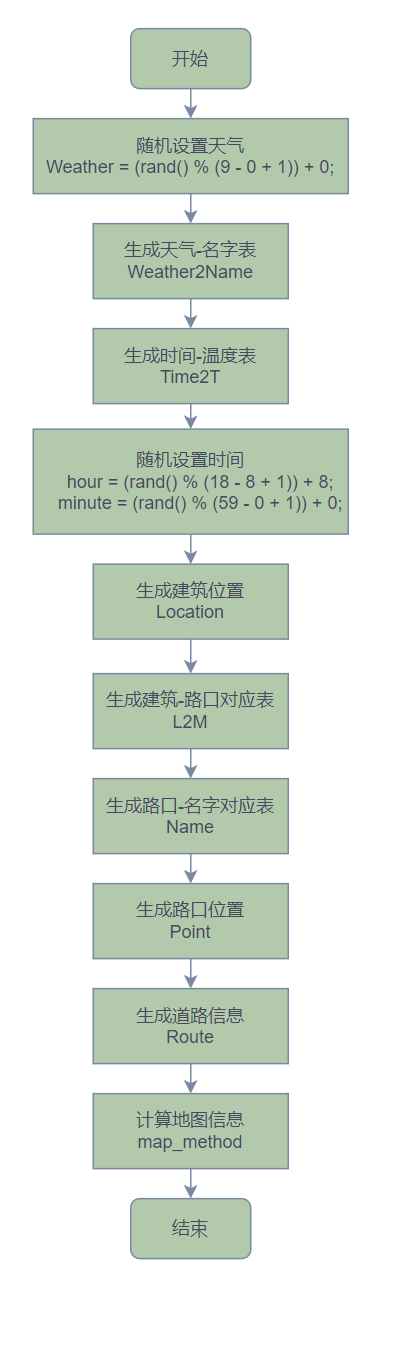 开始
随机设置天气
Weather = (rand() % (9 - 0 + 1)) + 0;
生成天气-名字表
Weather2Name
生成时间-温度表
Time2T
随机设置时间
hour = (rand() % (18 - 8 + 1)) + 8;
minute = (rand() % (59 - 0 + 1)) + 0;
生成建筑位置
Location
生成建筑-路口对应表
L2M
生成路口-名字对应表
Name
生成路口位置
Point
生成道路信息
Route
计算地图信息
map_method
结束